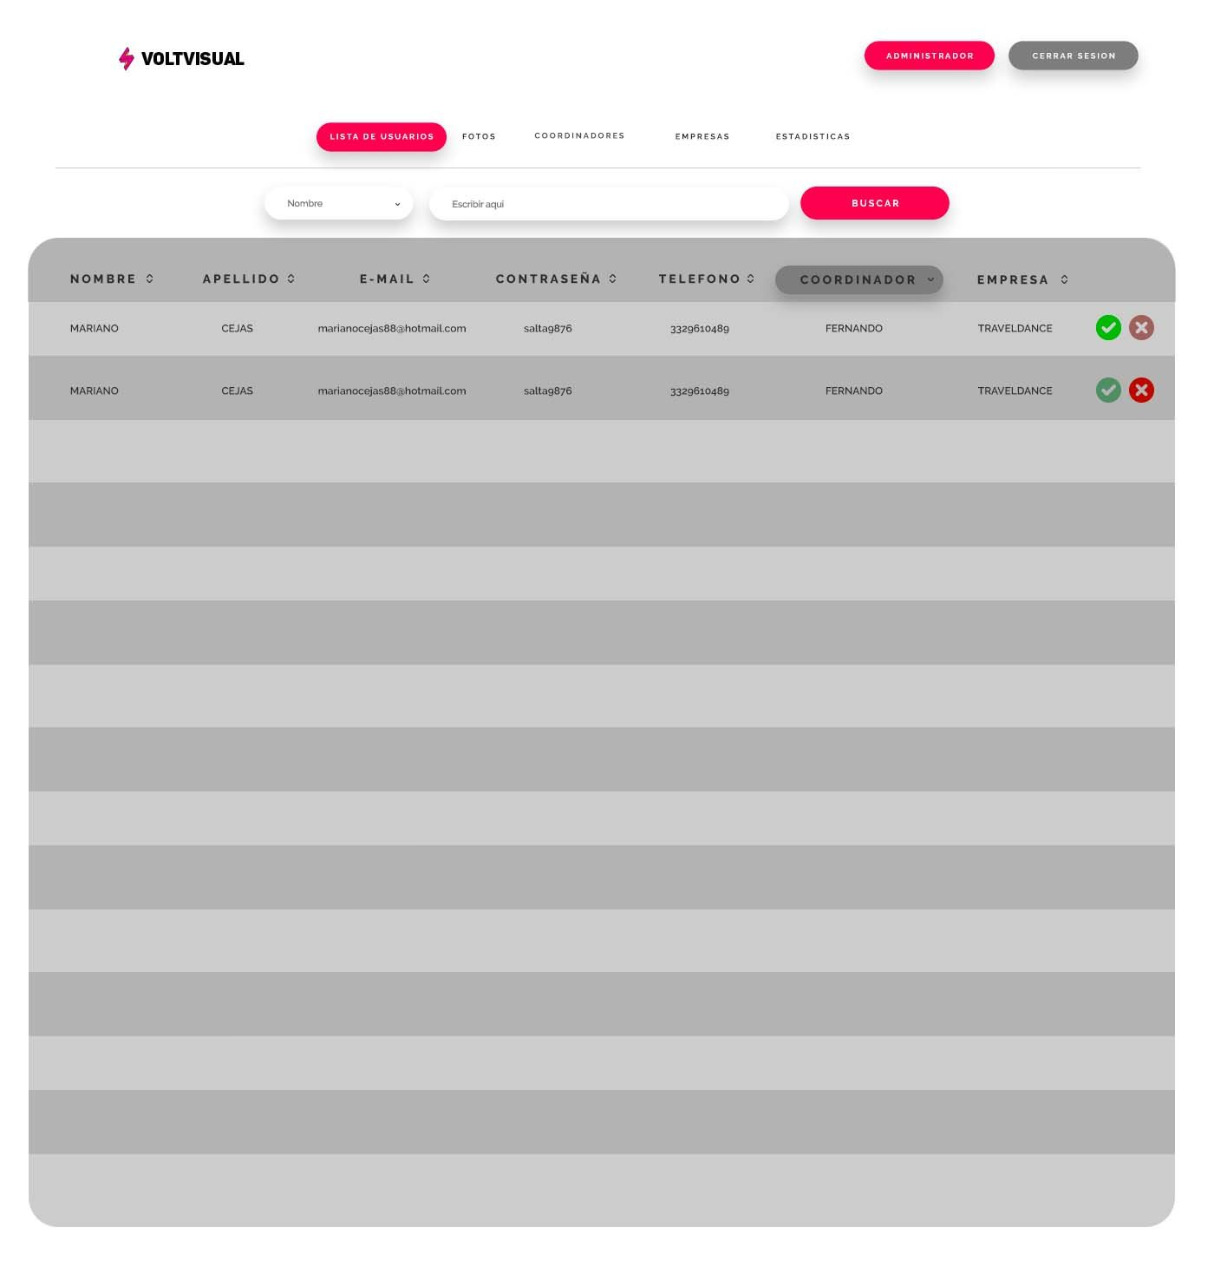 VOLTVISUAL
ADMINISTRADOR CERRAR SESION
LISTA DE USUARIOS FOTOS COORDINADORES EMPRESAS ESTADISTICAS
Nombre Escribir aqui BUSCAR
NOMBRE APELLIDO E-MAIL CONTRASEÑA TELEFONO COORDINADOR EMPRESA
MARIANO CEJAS marianocejas88@hotmail.com salta9876 3329610489 FERNANDO TRAVELDANCE
MARIANO CEJAS marianocejas88@hotmail.com salta9876 3329610489 FERNANDO TRAVELDANCE